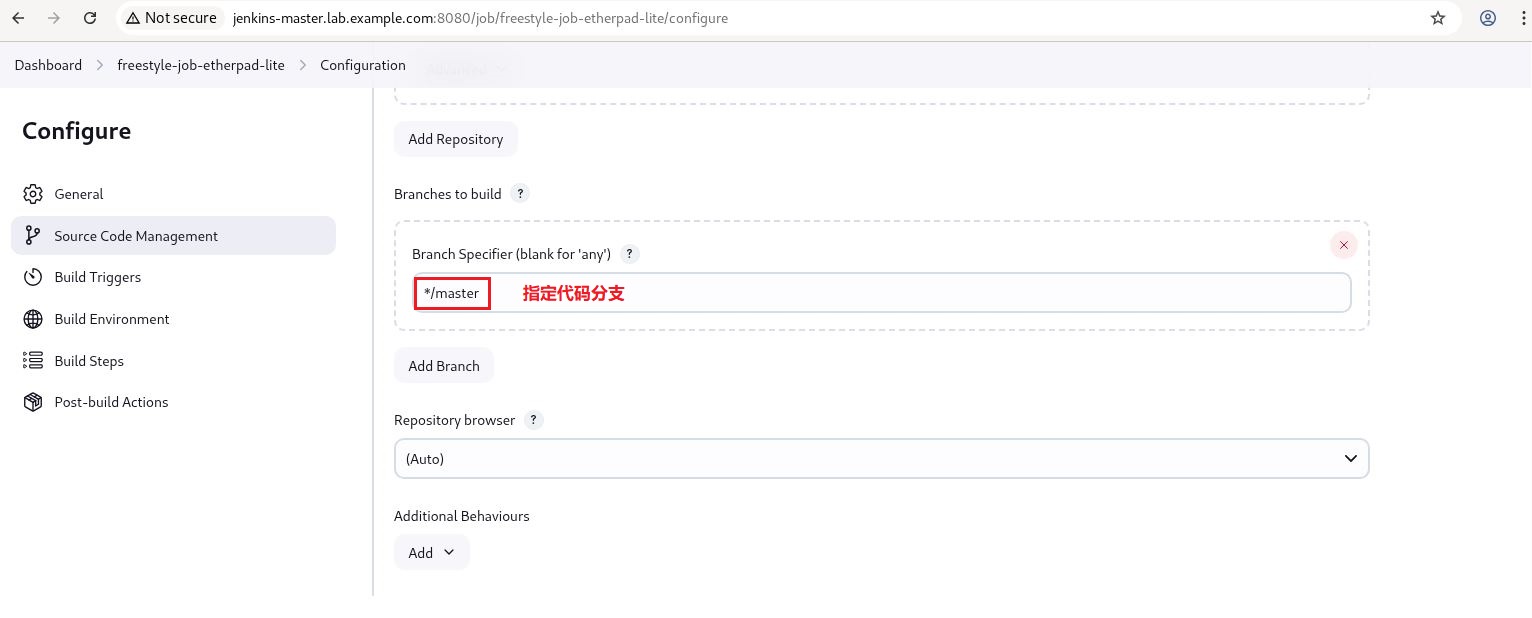 Not secure jenkins-master.lab.example.com:8080/job/freestyle-job-etherpad-lite/configure
Dashboard > freestyle-job-etherpad-lite > Configuration
Advanced
Configure
General
Source Code Management
Build Triggers
Build Environment
Build Steps
Post-build Actions
Add Repository
Branches to build ?
Branch Specifier (blank for 'any') ?
*/master 指定代码分支
Add Branch
Repository browser ?
(Auto)
Additional Behaviours
Add